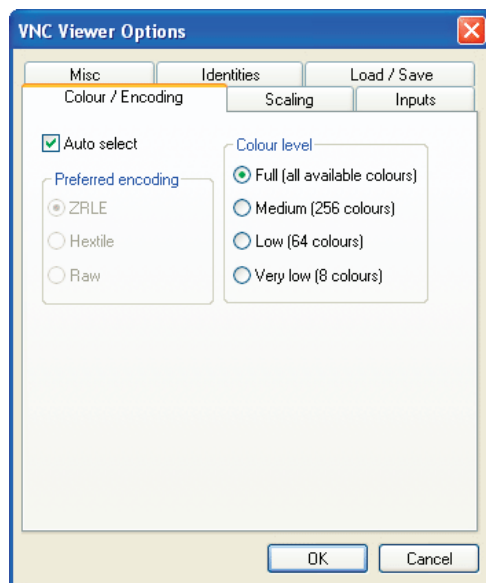 VNC Viewer Options
Misc
Identities
Load / Save
Colour / Encoding
Scaling
Inputs
Auto select
Preferred encoding
ZRLE
Hextile
Raw
Colour level
Full (all available colours)
Medium (256 colours)
Low (64 colours)
Very low (8 colours)
OK
Cancel